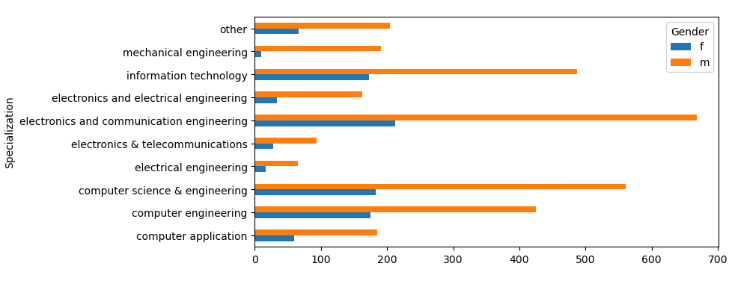 Specialization
other
mechanical engineering
information technology
electronics and electrical engineering
electronics and communication engineering
electronics & telecommunications
electrical engineering
computer science & engineering
computer engineering
computer application
0 100 200 300 400 500 600 700
Gender
f
m